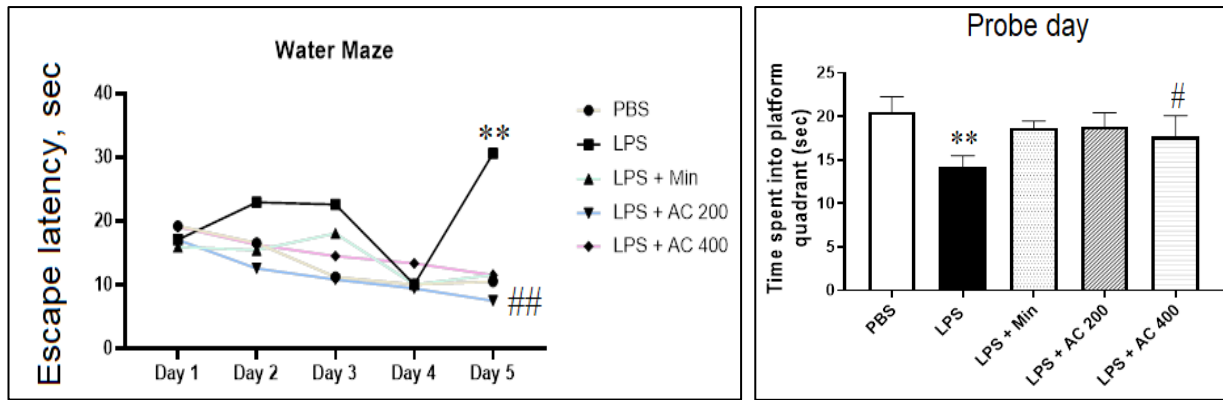 Water Maze
Escape latency, sec
40
30
20
10
0
Day 1 Day 2 Day 3 Day 4 Day 5
**
##
PBS
LPS
LPS + Min
LPS + AC 200
LPS + AC 400
Probe day
Time spent into platform
quadrant (sec)
25
20
15
10
5
0
**
#
PBS
LPS
LPS + Min
LPS + AC 200
LPS + AC 400